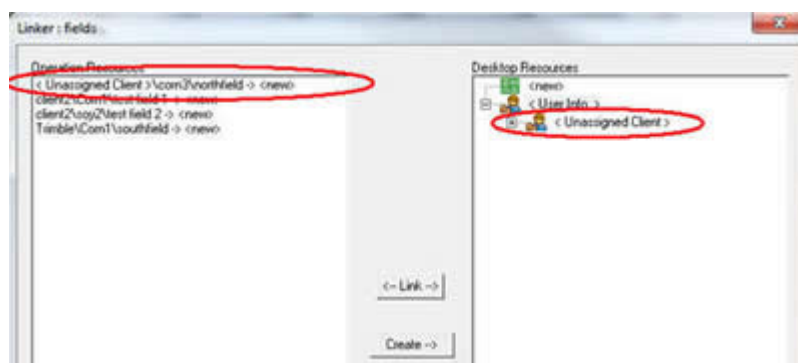 Linker : fields
Operation Resources
< Unassigned Client >\corn3\northfield -> <new>
client2\Corn1\test field 1 -> <new>
client2\soy2\test field 2 -> <new>
Trimble\Corn1\southfield -> <new>
Desktop Resources
<new>
< User Info >
< Unassigned Client >
<-- Link -->
Create -->